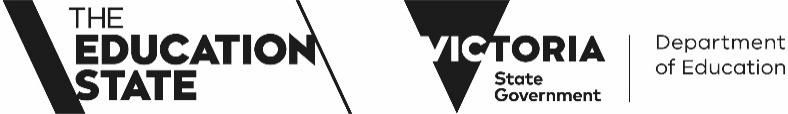 THE
EDUCATION
STATE
VICTORIA
State
Government
Department
of Education